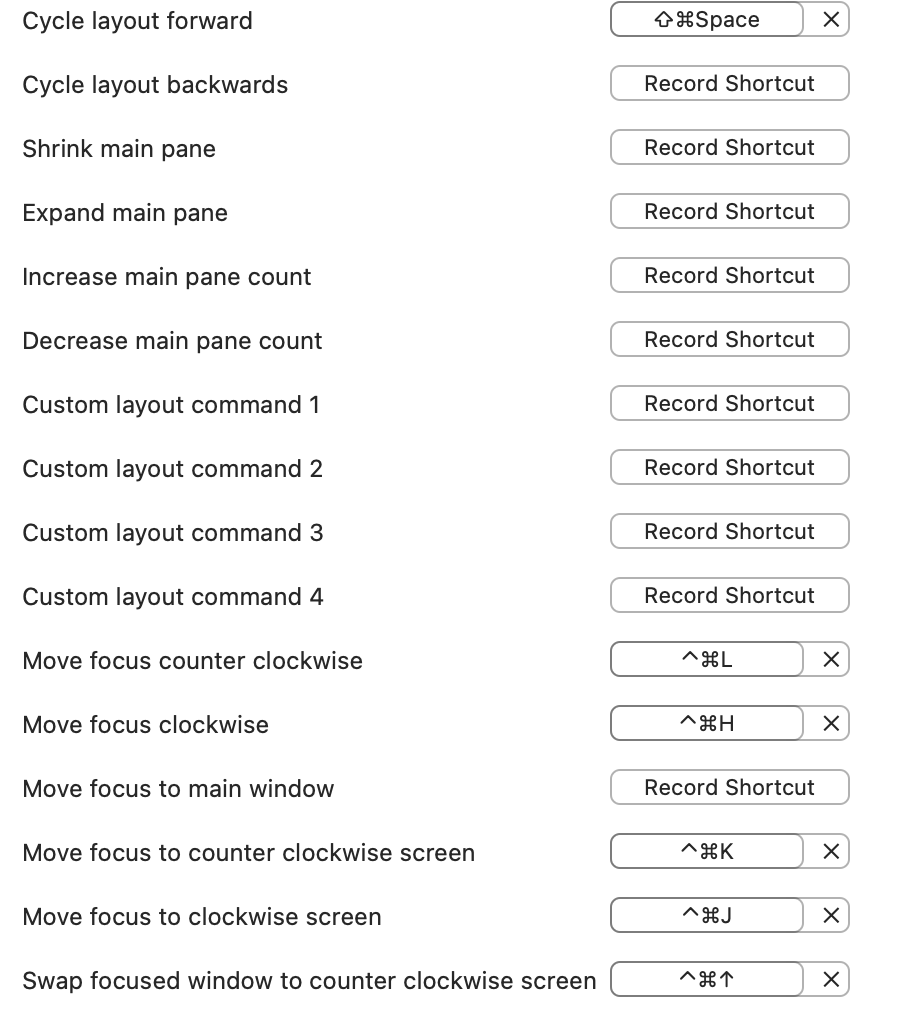 Cycle layout forward ⇧⌘Space ×
Cycle layout backwards Record Shortcut
Shrink main pane Record Shortcut
Expand main pane Record Shortcut
Increase main pane count Record Shortcut
Decrease main pane count Record Shortcut
Custom layout command 1 Record Shortcut
Custom layout command 2 Record Shortcut
Custom layout command 3 Record Shortcut
Custom layout command 4 Record Shortcut
Move focus counter clockwise ^⌘L ×
Move focus clockwise ^⌘H ×
Move focus to main window Record Shortcut
Move focus to counter clockwise screen ^⌘K ×
Move focus to clockwise screen ^⌘J ×
Swap focused window to counter clockwise screen ^⌘↑ ×